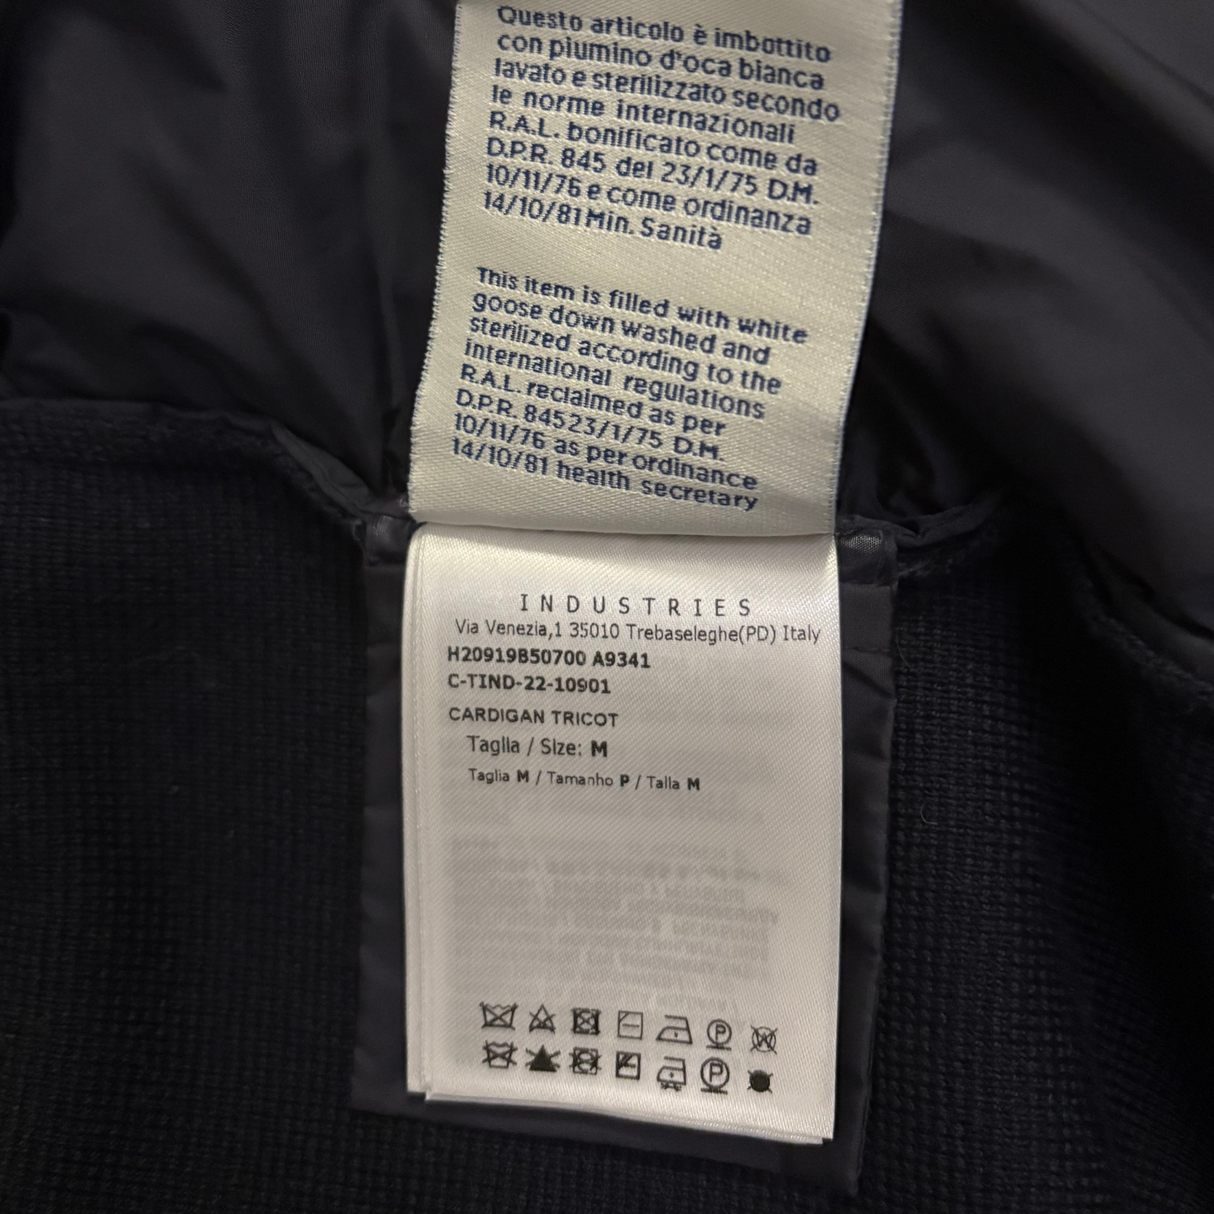 Questo articolo è imbottito
con piumino d'oca bianca
lavato e sterilizzato secondo
le norme internazionali
R.A.L. bonificato come da
D.P.R. 845 del 23/1/75 D.M.
10/11/76 e come ordinanza
14/10/81 Min. Sanità
This item is filled with white
goose down washed and
sterilized according to the
international regulations
R.A.L. reclaimed as per
D.P.R. 845 23/1/75 D.M.
10/11/76 as per ordinance
14/10/81 health secretary
INDUSTRIES
Via Venezia,1 35010 Trebaseleghe(PD) Italy
H20919B50700 A9341
C-TIND-22-10901
CARDIGAN TRICOT
Taglia / Size: M
Taglia M / Tamanho P / Talla M